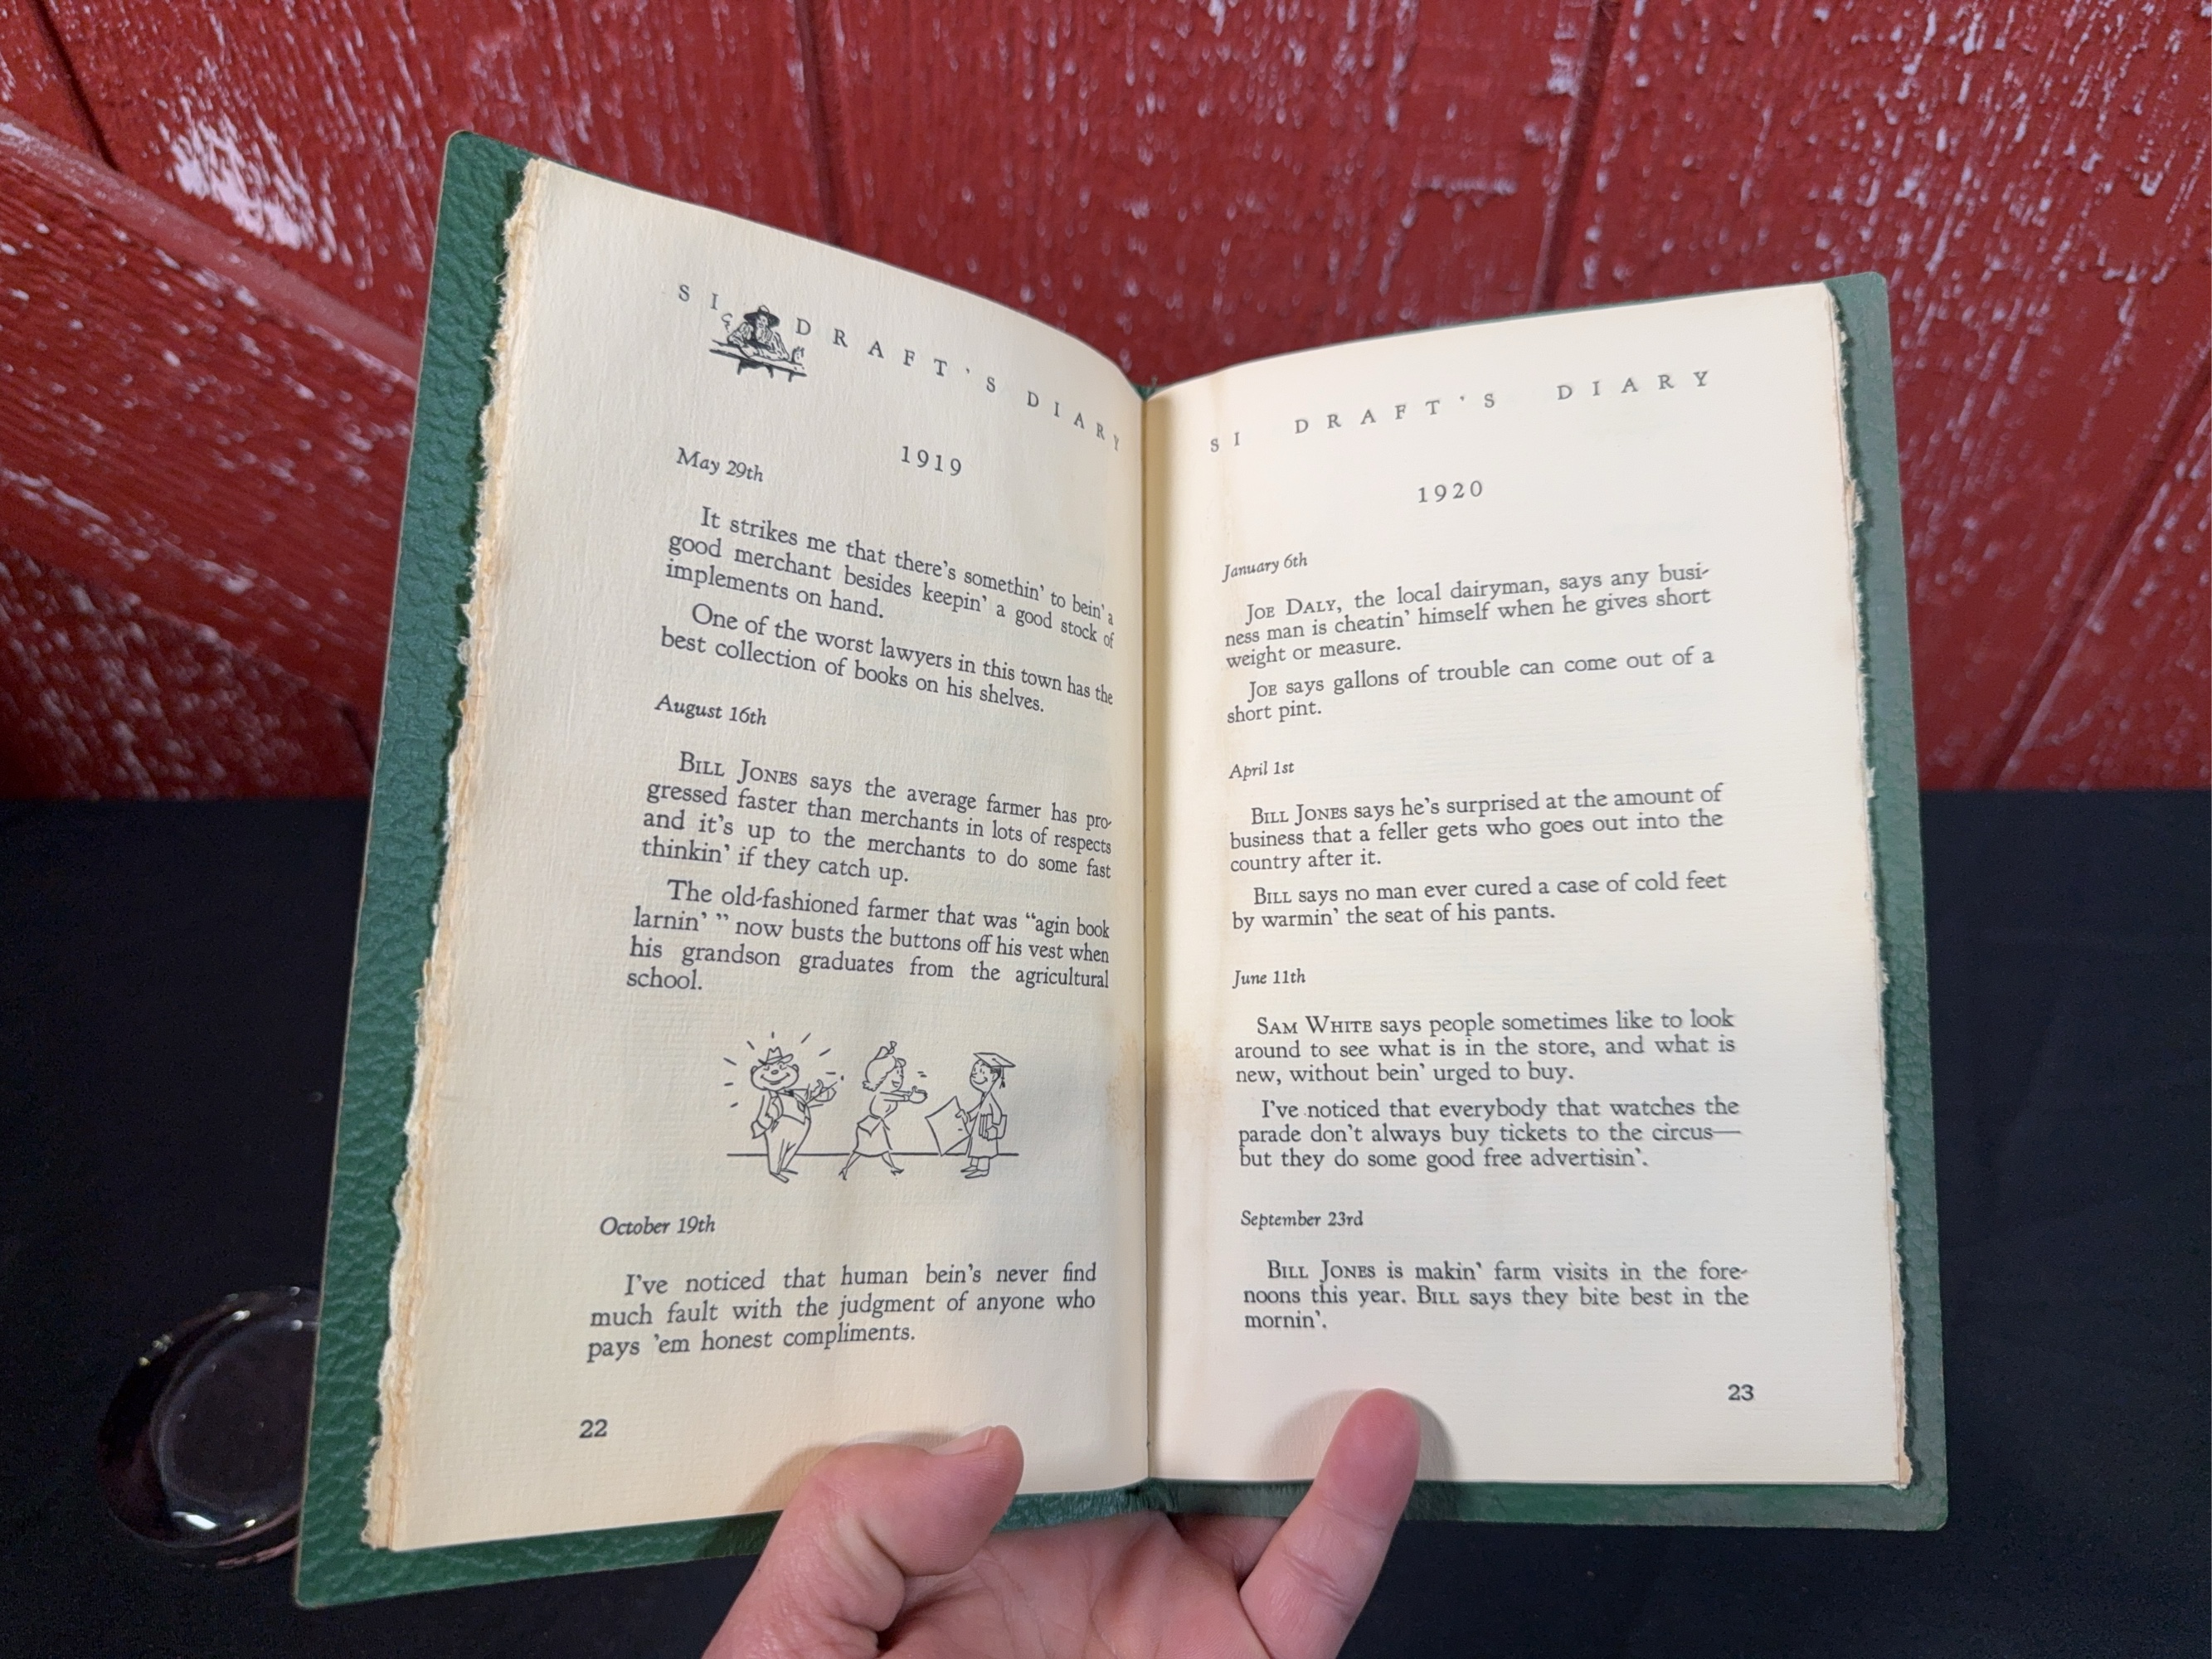 SI DRAFT'S DIARY
1919
May 29th
It strikes me that there's somethin' to bein' a
good merchant besides keepin' a good stock of
implements on hand.
One of the worst lawyers in this town has the
best collection of books on his shelves.
August 16th
BILL JONES says the average farmer has pro-
gressed faster than merchants in lots of respects
and it's up to the merchants to do some fast
thinkin' if they catch up.
The old-fashioned farmer that was “agin book
larnin' ” now busts the buttons off his vest when
his grandson graduates from the agricultural
school.
October 19th
I've noticed that human bein's never find
much fault with the judgment of anyone who
pays 'em honest compliments.
22
SI DRAFT'S DIARY
1920
January 6th
JOE DALY, the local dairyman, says any busi-
ness man is cheatin' himself when he gives short
weight or measure.
JOE says gallons of trouble can come out of a
short pint.
April 1st
BILL JONES says he's surprised at the amount of
business that a feller gets who goes out into the
country after it.
BILL says no man ever cured a case of cold feet
by warmin' the seat of his pants.
June 11th
SAM WHITE says people sometimes like to look
around to see what is in the store, and what is
new, without bein' urged to buy.
I've noticed that everybody that watches the
parade don't always buy tickets to the circus—
but they do some good free advertisin'.
September 23rd
BILL JONES is makin' farm visits in the fore-
noons this year. BILL says they bite best in the
mornin'.
23